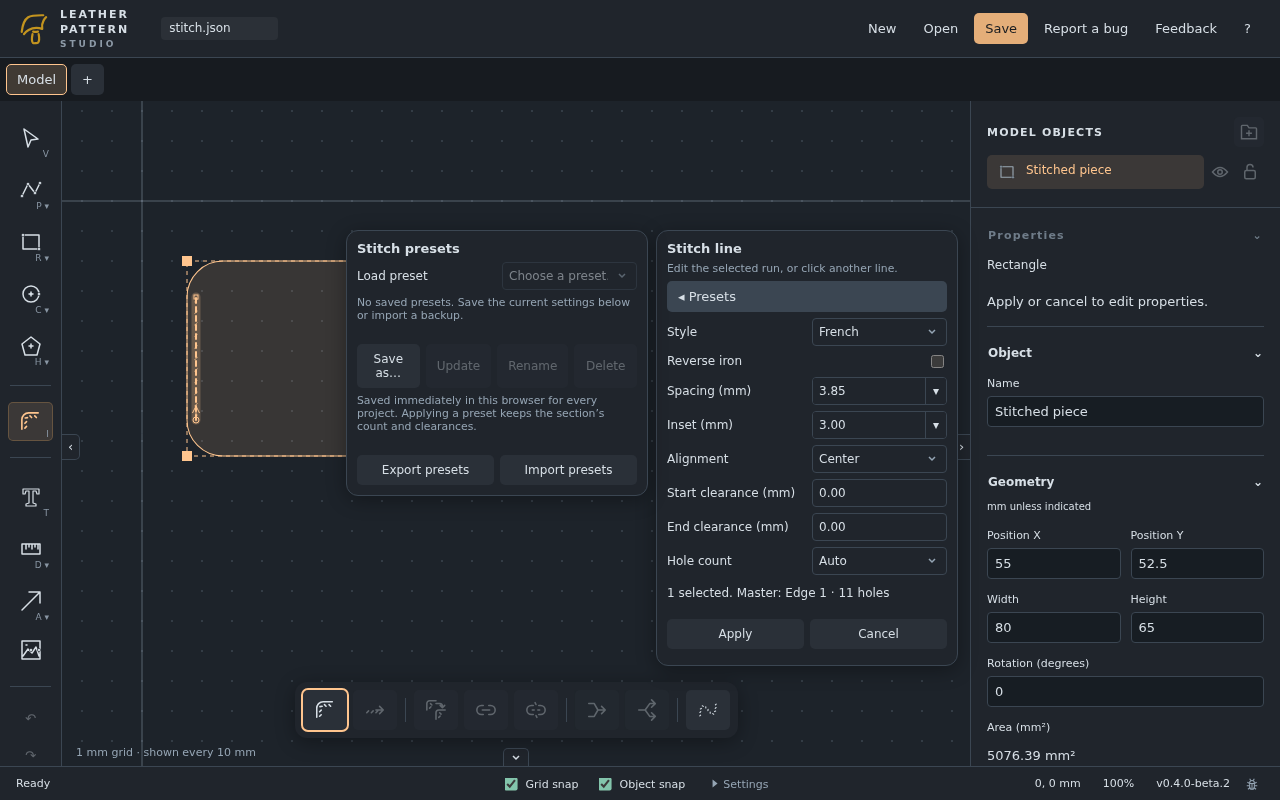 LEATHER
PATTERN
STUDIO
stitch.json
New
Open
Save
Report a bug
Feedback
?
Model
+
V
P ▾
R ▾
C ▾
H ▾
I
T
D ▾
A ▾
Stitch presets
Load preset
Choose a preset
No saved presets. Save the current settings below
or import a backup.
Save
as…
Update
Rename
Delete
Saved immediately in this browser for every
project. Applying a preset keeps the section’s
count and clearances.
Export presets
Import presets
Stitch line
Edit the selected run, or click another line.
◂ Presets
Style
French
Reverse iron
Spacing (mm)
3.85
Inset (mm)
3.00
Alignment
Center
Start clearance (mm)
0.00
End clearance (mm)
0.00
Hole count
Auto
1 selected. Master: Edge 1 · 11 holes
Apply
Cancel
MODEL OBJECTS
Stitched piece
Properties
Rectangle
Apply or cancel to edit properties.
Object
Name
Stitched piece
Geometry
mm unless indicated
Position X
Position Y
55
52.5
Width
Height
80
65
Rotation (degrees)
0
Area (mm²)
5076.39 mm²
1 mm grid · shown every 10 mm
Ready
Grid snap
Object snap
Settings
0, 0 mm
100%
v0.4.0-beta.2